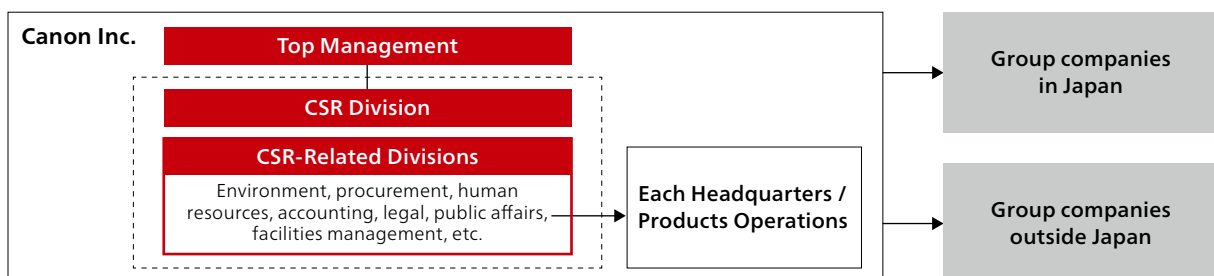 Canon Inc.
Top Management
CSR Division
CSR-Related Divisions
Environment, procurement, human
resources, accounting, legal, public affairs,
facilities management, etc.
Each Headquarters /
Products Operations
Group companies
in Japan
Group companies
outside Japan